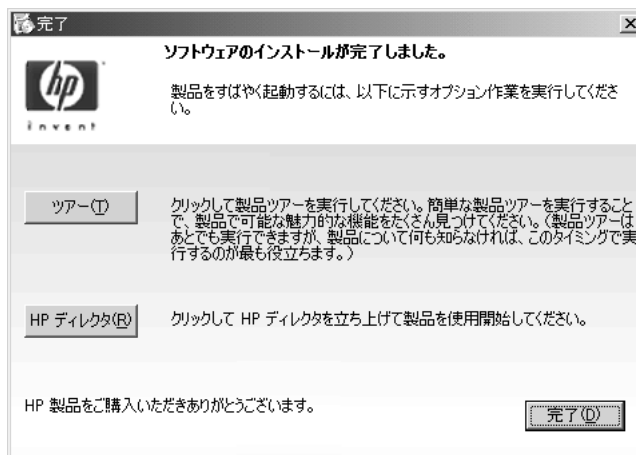 完了
ソフトウェアのインストールが完了しました。
hp
invent
製品をすばやく起動するには、以下に示すオプション作業を実行してくださ
い。
ツアー(T)
クリックして製品ツアーを実行してください。簡単な製品ツアーを実行すること
で、製品で可能な魅力的な機能をたくさん見つけてください。（製品ツアーは
あとでも実行できますが、製品について何も知らなければ、このタイミングで実
行するのが最も役立ちます。）
HP ディレクタ(R)
クリックして HP ディレクタを立ち上げて製品を使用開始してください。
HP 製品をご購入いただきありがとうございます。
完了(D)